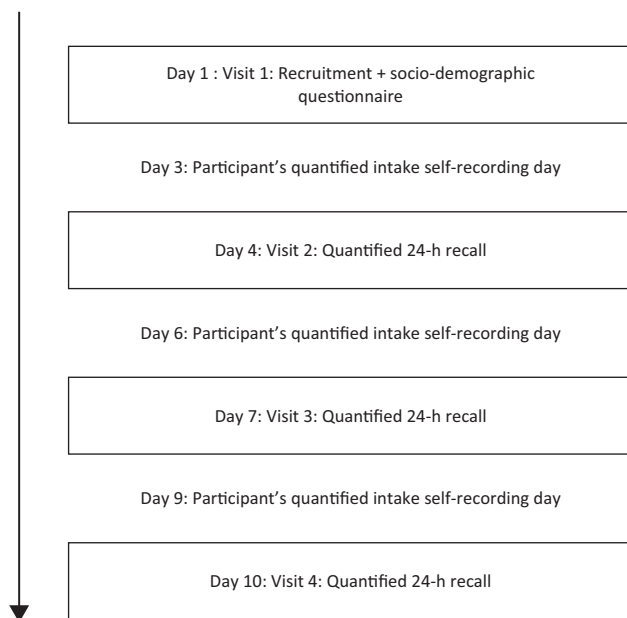 Day 1 : Visit 1: Recruitment + socio-demographic
questionnaire
Day 3: Participant’s quantified intake self-recording day
Day 4: Visit 2: Quantified 24-h recall
Day 6: Participant’s quantified intake self-recording day
Day 7: Visit 3: Quantified 24-h recall
Day 9: Participant’s quantified intake self-recording day
Day 10: Visit 4: Quantified 24-h recall